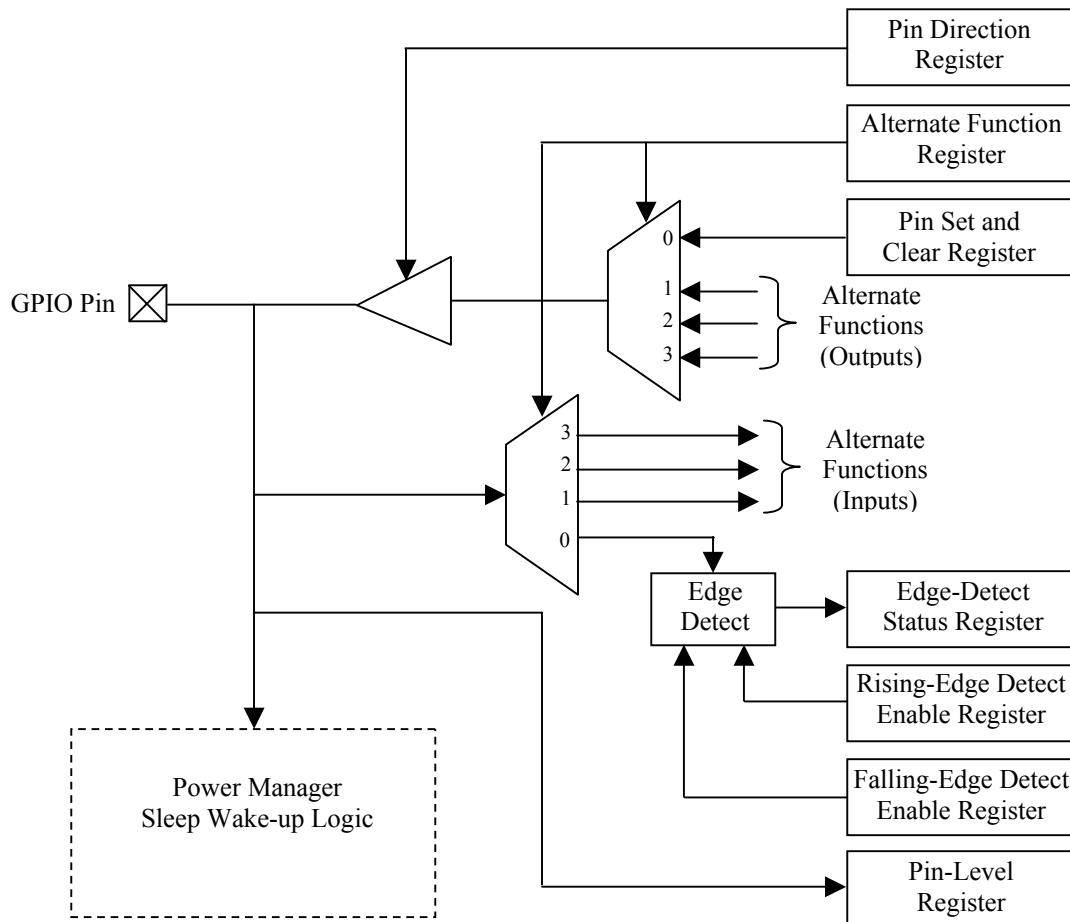 Pin Direction
Register
Alternate Function
Register
Pin Set and
Clear Register
0
1
2
3
Alternate
Functions
(Outputs)
GPIO Pin
3
2
1
0
Alternate
Functions
(Inputs)
Edge
Detect
Edge-Detect
Status Register
Rising-Edge Detect
Enable Register
Falling-Edge Detect
Enable Register
Pin-Level
Register
Power Manager
Sleep Wake-up Logic